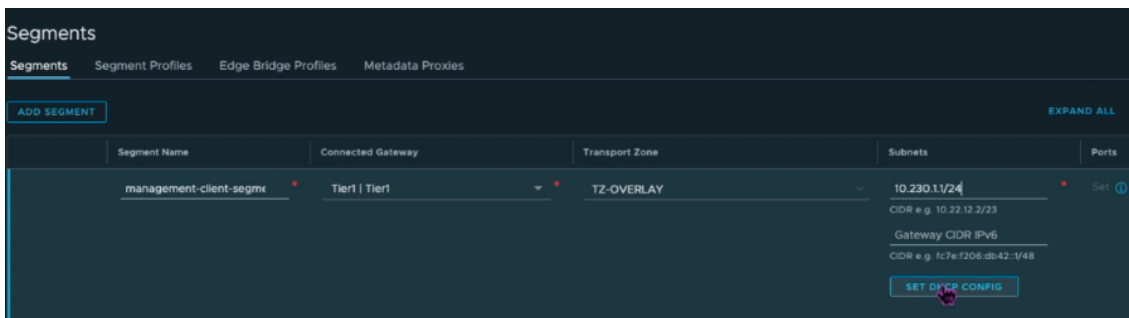 Segments
Segments Segment Profiles Edge Bridge Profiles Metadata Proxies
ADD SEGMENT EXPAND ALL
Segment Name Connected Gateway Transport Zone Subnets Ports
management-client-segme * Tier1 | Tier1 * TZ-OVERLAY 10.230.1.1/24 * Set
CIDR e.g. 10.22.12.2/23
Gateway CIDR IPv6
CIDR e.g. fc7e:f206:db42::1/48
SET DHCP CONFIG